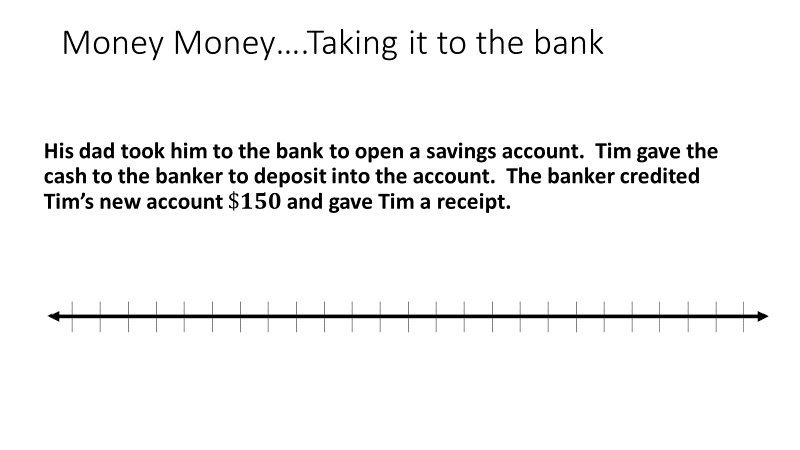 Money Money....Taking it to the bank
His dad took him to the bank to open a savings account.  Tim gave the
cash to the banker to deposit into the account.  The banker credited
Tim’s new account $150 and gave Tim a receipt.